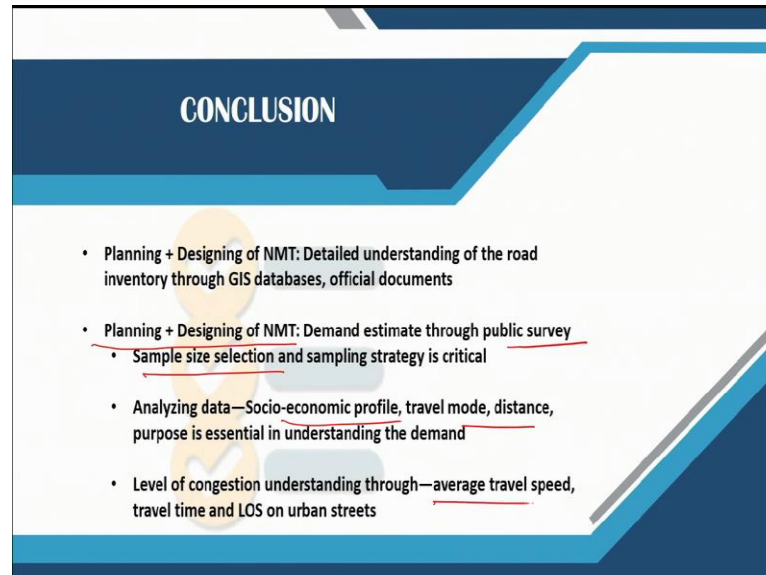 CONCLUSION
• Planning + Designing of NMT: Detailed understanding of the road
inventory through GIS databases, official documents
• Planning + Designing of NMT: Demand estimate through public survey
• Sample size selection and sampling strategy is critical
• Analyzing data—Socio-economic profile, travel mode, distance,
purpose is essential in understanding the demand
• Level of congestion understanding through—average travel speed,
travel time and LOS on urban streets